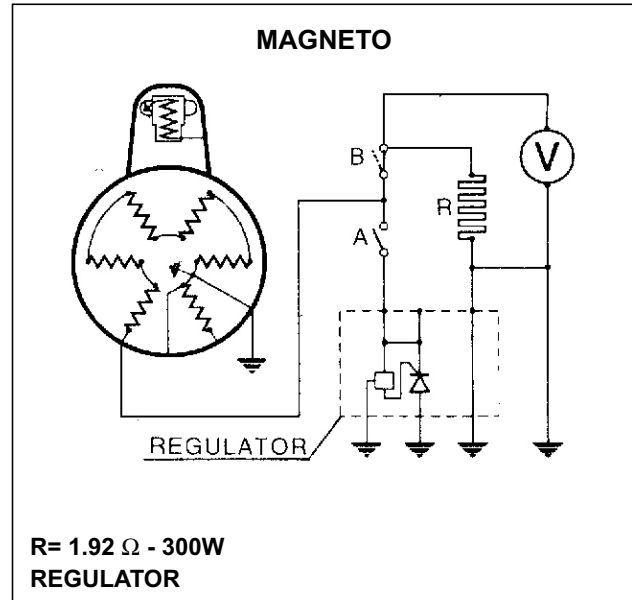 MAGNETO
B
V
R
A
REGULATOR
R= 1.92 Ω - 300W
REGULATOR